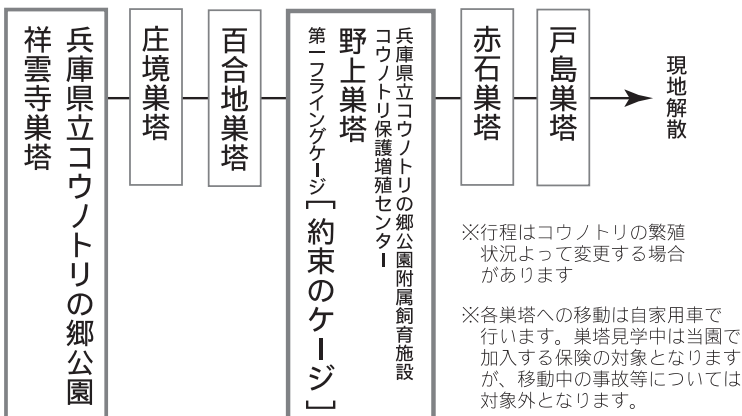 兵庫県立コウノトリの郷公園
祥雲寺巣塔
庄境巣塔
百合地巣塔
兵庫県立コウノトリの郷公園附属飼育施設
コウノトリ保護増殖センター
野上巣塔
第一フライングケージ[約束のケージ]
赤石巣塔
戸島巣塔
現地解散
※行程はコウノトリの繁殖
状況よって変更する場合
があります
※各巣塔への移動は自家用車で
行います。巣塔見学中は当園で
加入する保険の対象となります
が、移動中の事故等については
対象外となります。